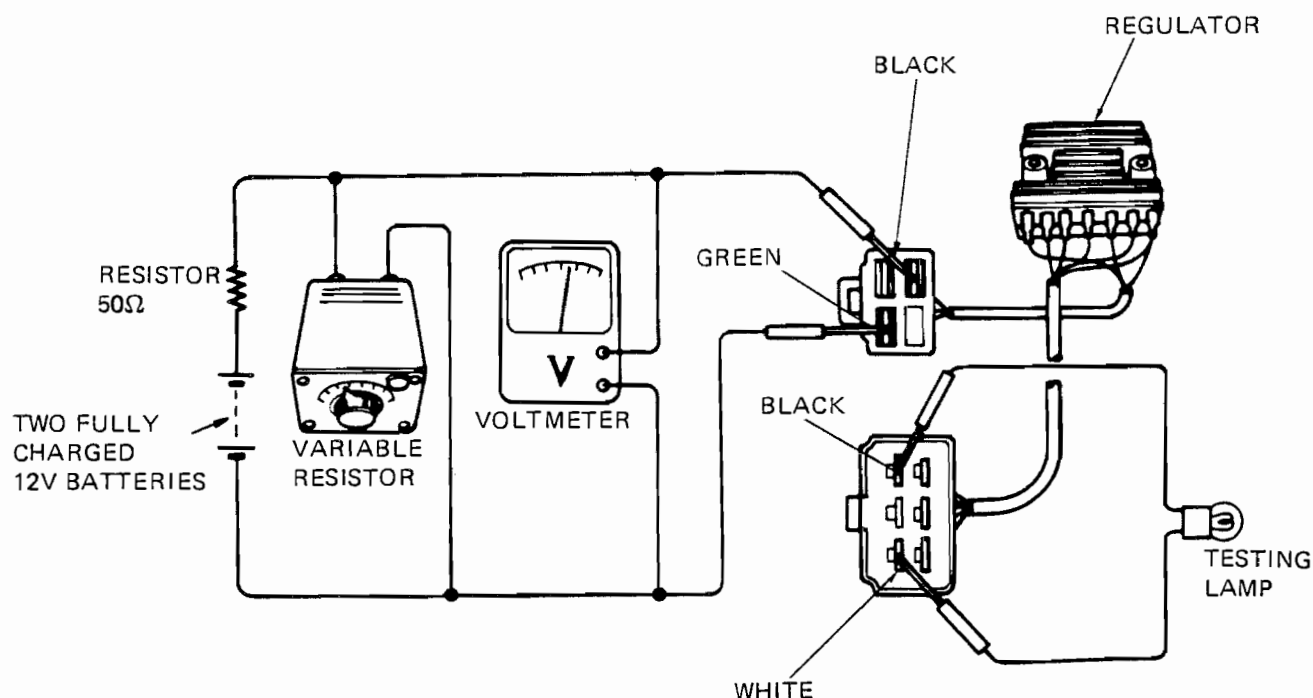 REGULATOR
BLACK
GREEN
RESISTOR
50Ω
TWO FULLY
CHARGED
12V BATTERIES
VARIABLE
RESISTOR
V
VOLTMETER
BLACK
TESTING
LAMP
WHITE